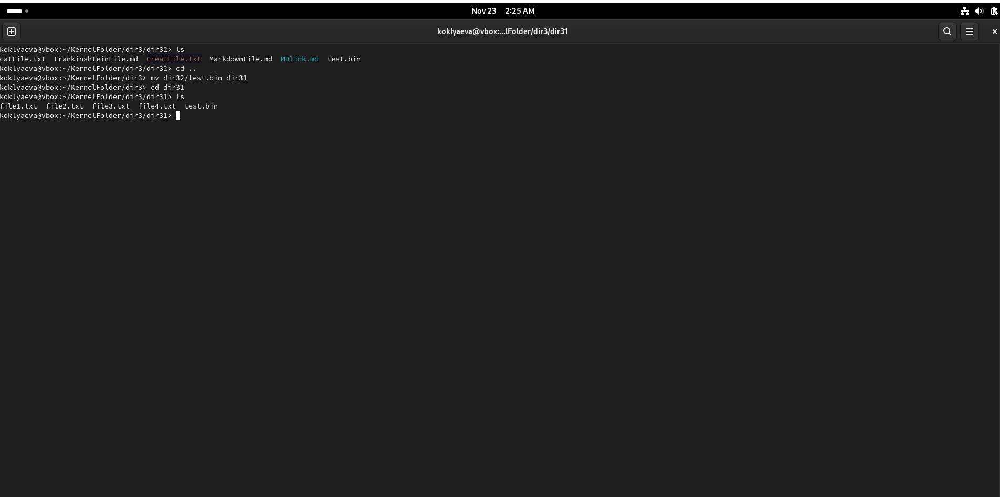 Nov 23 2:25 AM
koklyaeva@vbox:...lFolder/dir3/dir31
koklyaeva@vbox:~/KernelFolder/dir3/dir32> ls
catFile.txt  FrankinshteinFile.md  GreatFile.txt  MarkdownFile.md  MDlink.md  test.bin
koklyaeva@vbox:~/KernelFolder/dir3/dir32> cd ..
koklyaeva@vbox:~/KernelFolder/dir3> mv dir32/test.bin dir31
koklyaeva@vbox:~/KernelFolder/dir3> cd dir31
koklyaeva@vbox:~/KernelFolder/dir3/dir31> ls
file1.txt  file2.txt  file3.txt  file4.txt  test.bin
koklyaeva@vbox:~/KernelFolder/dir3/dir31>